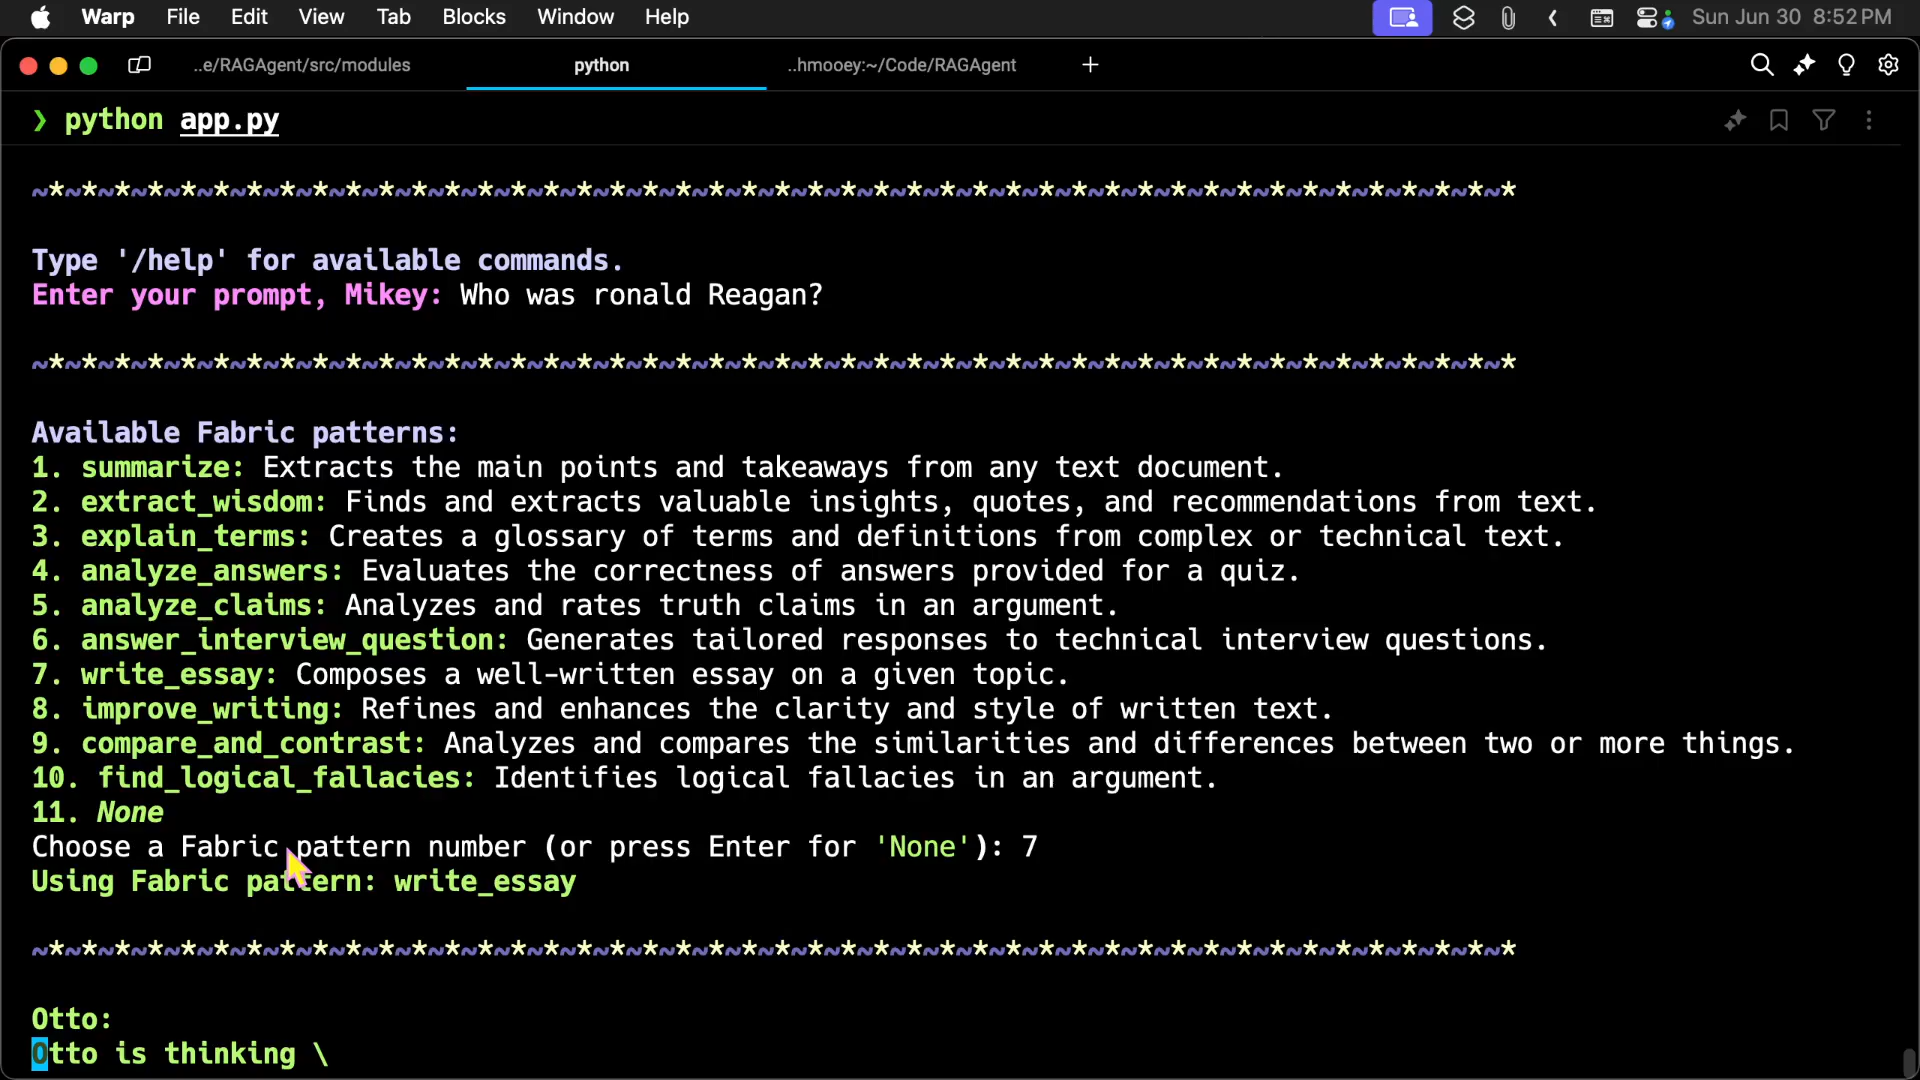 Warp File Edit View Tab Blocks Window Help Sun Jun 30 8:52 PM
..e/RAGAgent/src/modules python ..hmooey:~/Code/RAGAgent +
❯ python app.py
~*~*~*~*~*~*~*~*~*~*~*~*~*~*~*~*~*~*~*~*~*~*~*~*~*~*~*~*~*~*~*~*~*~*~*~*~*~*~*~*~*~*~*~*~*
Type '/help' for available commands.
Enter your prompt, Mikey: Who was ronald Reagan?
~*~*~*~*~*~*~*~*~*~*~*~*~*~*~*~*~*~*~*~*~*~*~*~*~*~*~*~*~*~*~*~*~*~*~*~*~*~*~*~*~*~*~*~*~*
Available Fabric patterns:
1. summarize: Extracts the main points and takeaways from any text document.
2. extract_wisdom: Finds and extracts valuable insights, quotes, and recommendations from text.
3. explain_terms: Creates a glossary of terms and definitions from complex or technical text.
4. analyze_answers: Evaluates the correctness of answers provided for a quiz.
5. analyze_claims: Analyzes and rates truth claims in an argument.
6. answer_interview_question: Generates tailored responses to technical interview questions.
7. write_essay: Composes a well-written essay on a given topic.
8. improve_writing: Refines and enhances the clarity and style of written text.
9. compare_and_contrast: Analyzes and compares the similarities and differences between two or more things.
10. find_logical_fallacies: Identifies logical fallacies in an argument.
11. None
Choose a Fabric pattern number (or press Enter for 'None'): 7
Using Fabric pattern: write_essay
~*~*~*~*~*~*~*~*~*~*~*~*~*~*~*~*~*~*~*~*~*~*~*~*~*~*~*~*~*~*~*~*~*~*~*~*~*~*~*~*~*~*~*~*~*
Otto:
Otto is thinking \